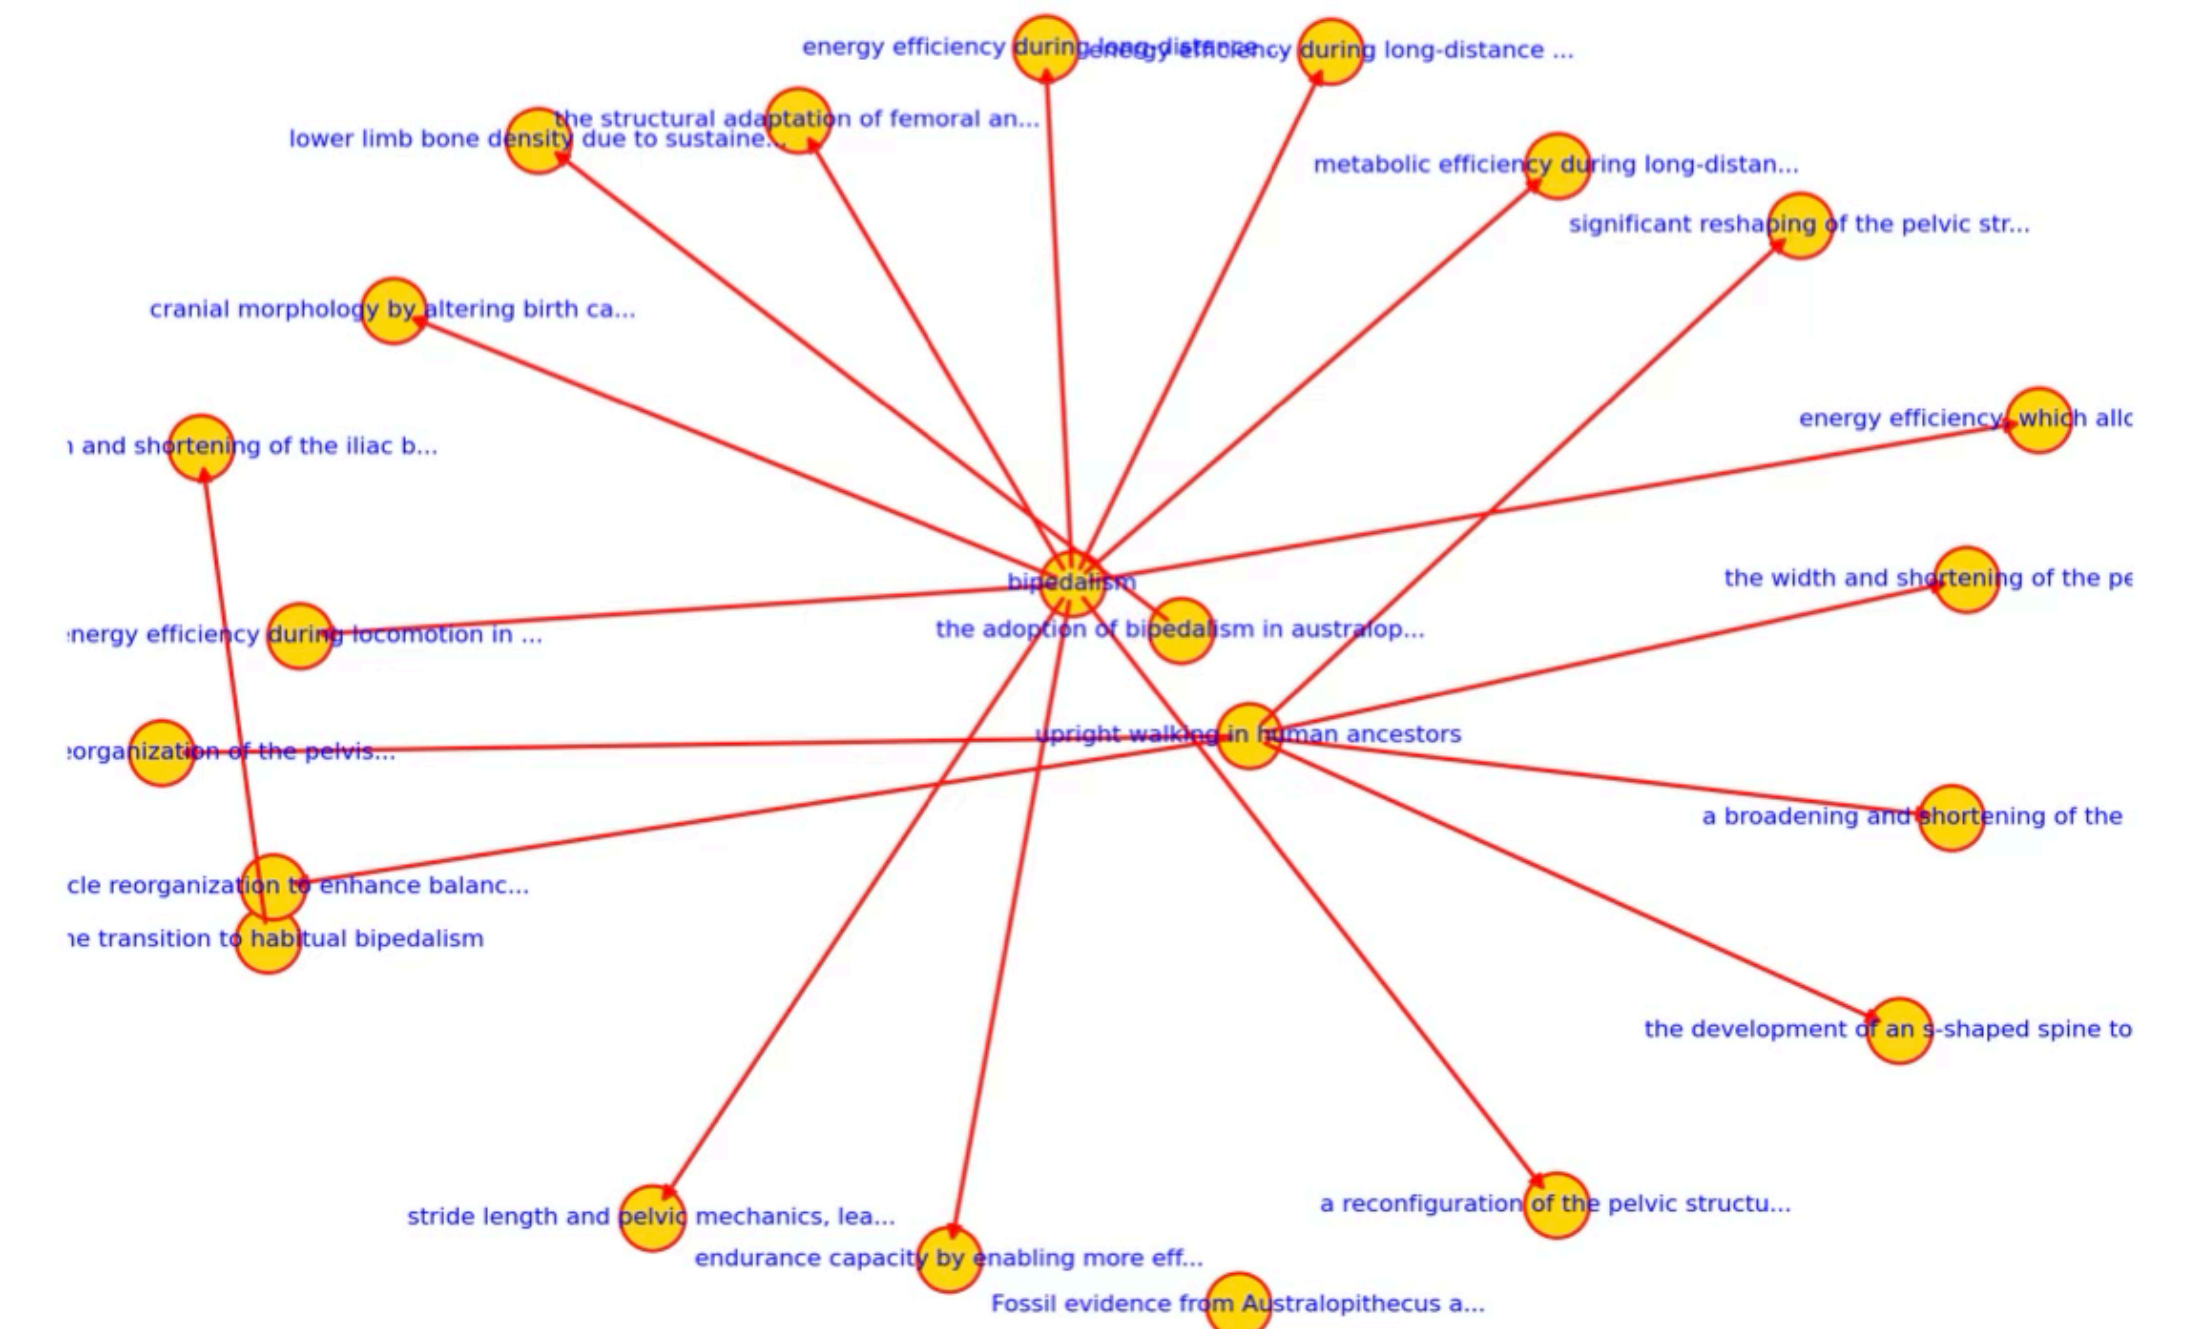 energy efficiency during long-distance ...
energy efficiency during long-distance ...
the structural adaptation of femoral an...
lower limb bone density due to sustaine...
metabolic efficiency during long-distan...
significant reshaping of the pelvic str...
cranial morphology by altering birth ca...
energy efficiency, which
and shortening of the iliac b...
bipedalism
the width and shortening of the
the adoption of bipedalism in australop...
efficiency during locomotion in ...
upright walking in human ancestors
of the pelvis...
a broadening and shortening of the
reorganization to enhance balanc...
transition to habitual bipedalism
the development of an s-shaped spine to
a reconfiguration of the pelvic structu...
stride length and pelvic mechanics, lea...
endurance capacity by enabling more eff...
Fossil evidence from Australopithecus a...